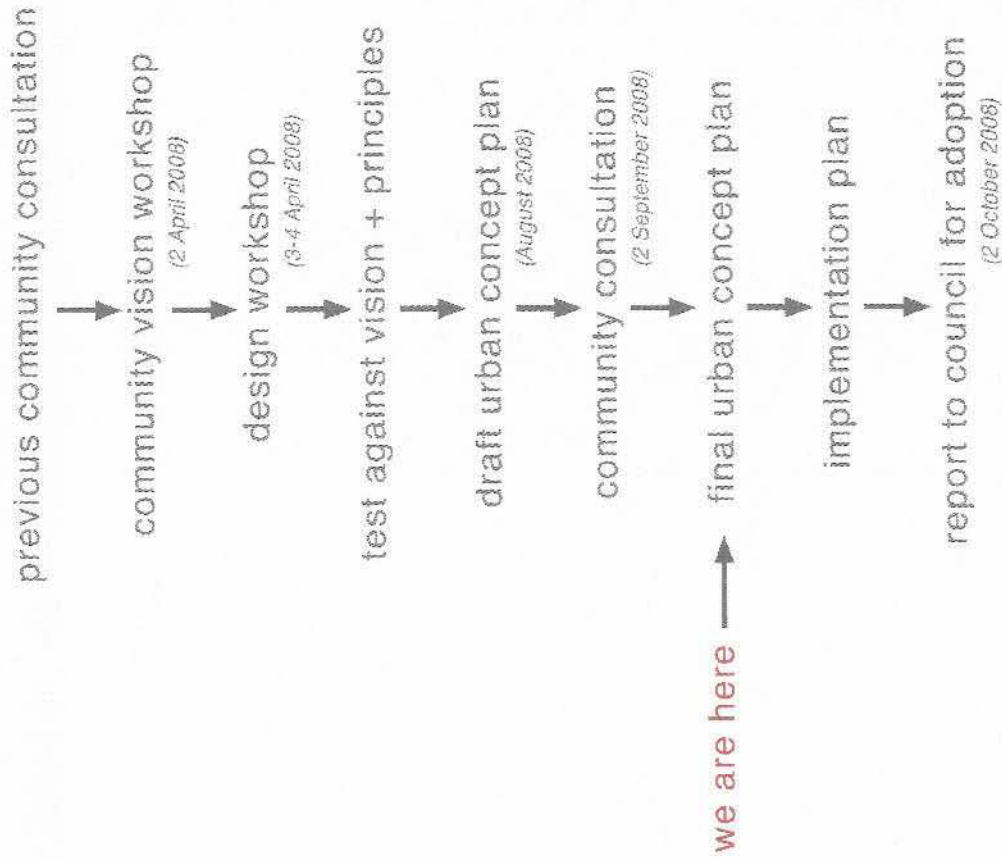 previous community consultation
community vision workshop
(2 April 2008)
design workshop
(3-4 April 2008)
test against vision + principles
draft urban concept plan
(August 2008)
community consultation
(2 September 2008)
we are here
final urban concept plan
implementation plan
report to council for adoption
(2 October 2008)